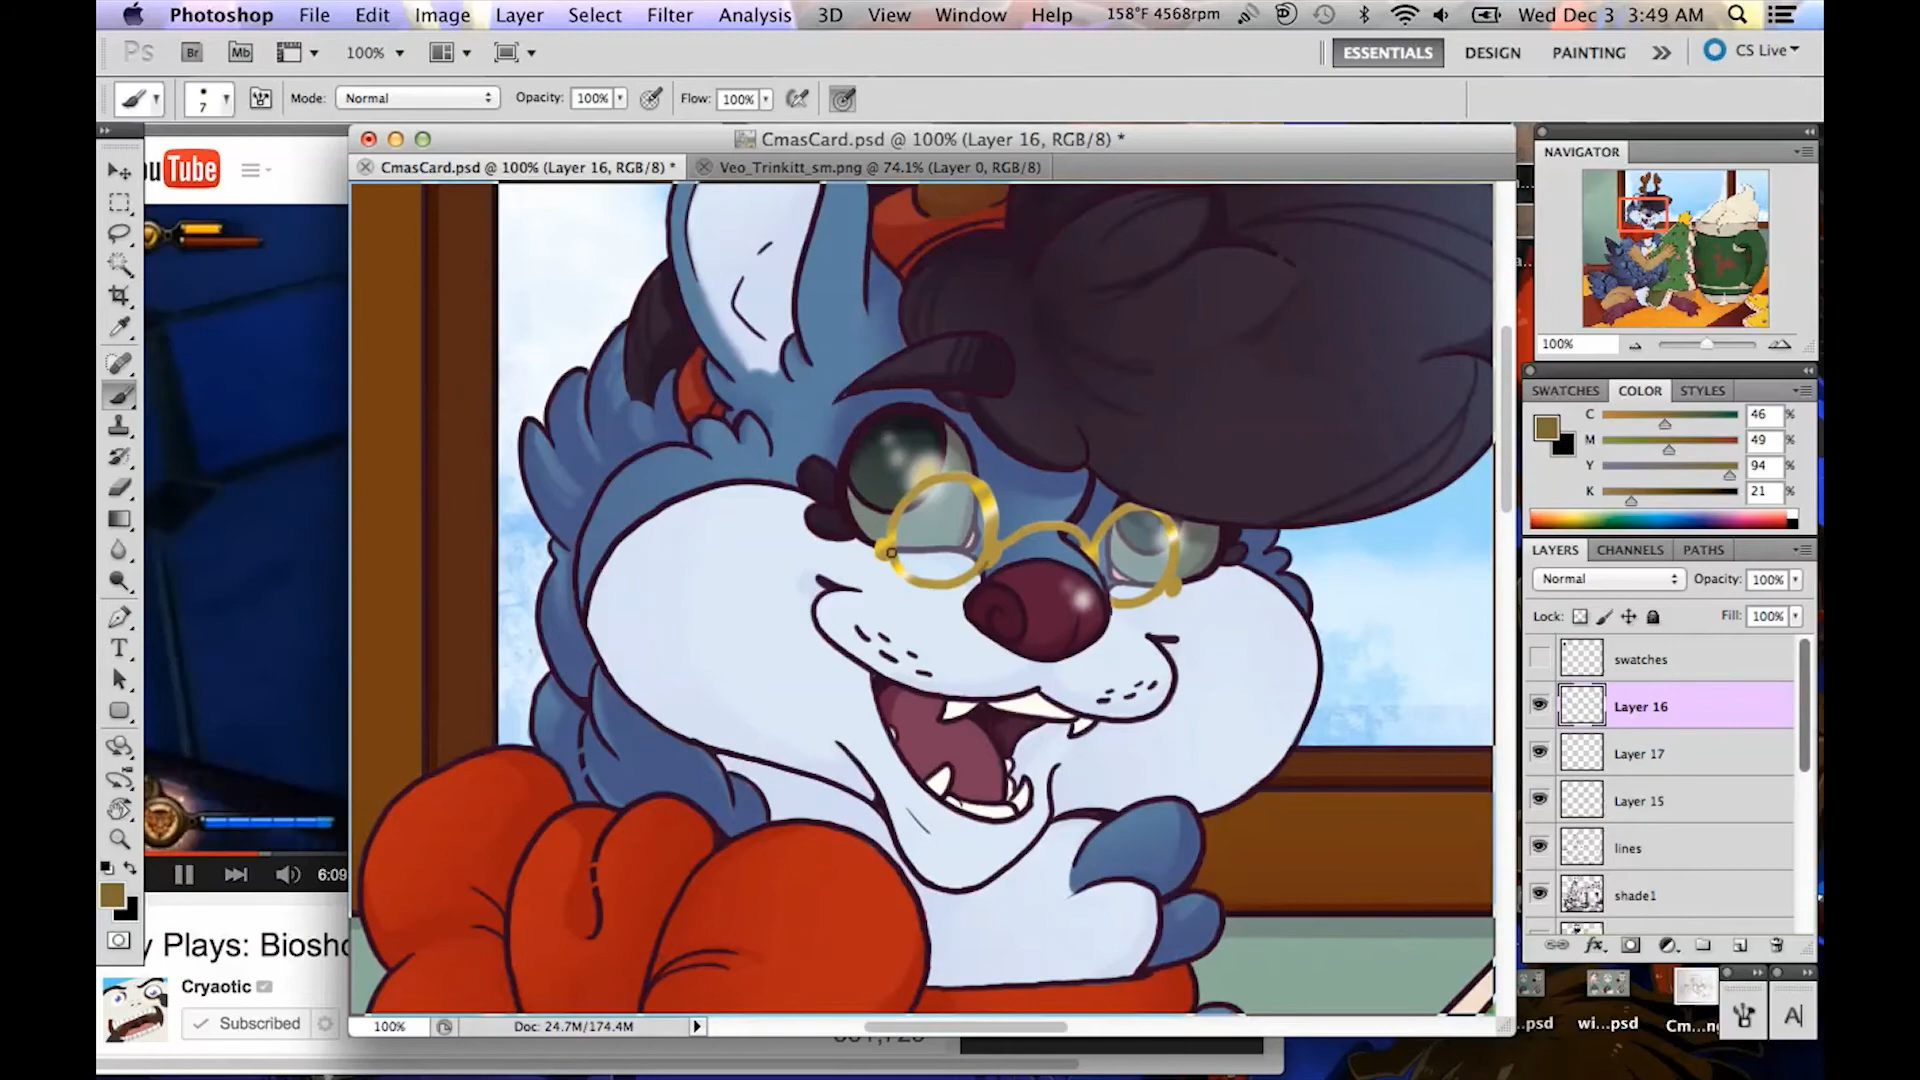 Photoshop File Edit Image Layer Select Filter Analysis 3D View Window Help 158°F 4568rpm Wed Dec 3 3:49 AM
Ps Br Mb 100% ESSENTIALS DESIGN PAINTING CS Live
7 Mode: Normal Opacity: 100% Flow: 100%
CmasCard.psd @ 100% (Layer 16, RGB/8) *
CmasCard.psd @ 100% (Layer 16, RGB/8) * Veo_Trinkitt_sm.png @ 74.1% (Layer 0, RGB/8)
ou Tube
NAVIGATOR
100%
SWATCHES COLOR STYLES
C 46 %
M 49 %
Y 94 %
K 21 %
LAYERS CHANNELS PATHS
Normal Opacity: 100%
Lock: Fill: 100%
swatches
Layer 16
Layer 17
Layer 15
lines
shade1
6:09
y Plays: Biosho
Cryaotic
Subscribed
100% Doc: 24.7M/174.4M
...psd wi...psd Cm...ng
A